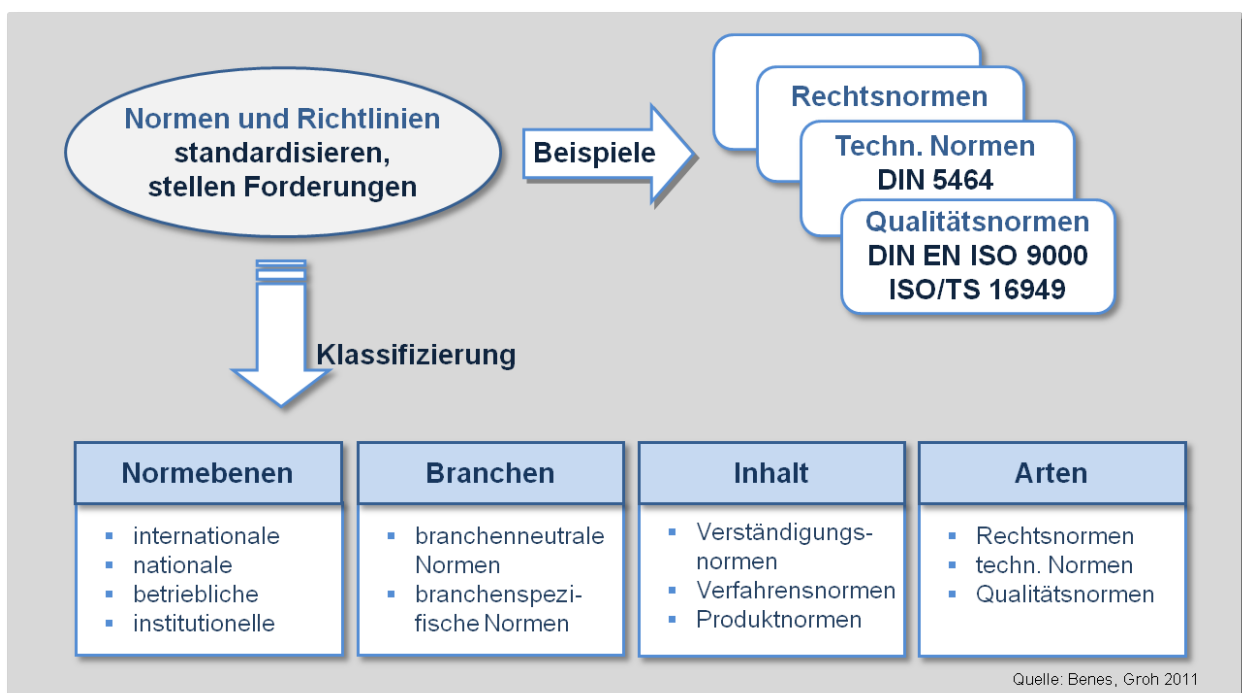 Normen und Richtlinien
standardisieren,
stellen Forderungen
Beispiele
Rechtsnormen
Techn. Normen
DIN 5464
Qualitätsnormen
DIN EN ISO 9000
ISO/TS 16949
Klassifizierung
Normebenen
▪ internationale
▪ nationale
▪ betriebliche
▪ institutionelle
Branchen
▪ branchenneutrale
Normen
▪ branchenspezi-
fische Normen
Inhalt
▪ Verständigungs-
normen
▪ Verfahrensnormen
▪ Produktnormen
Arten
▪ Rechtsnormen
▪ techn. Normen
▪ Qualitätsnormen
Quelle: Benes, Groh 2011